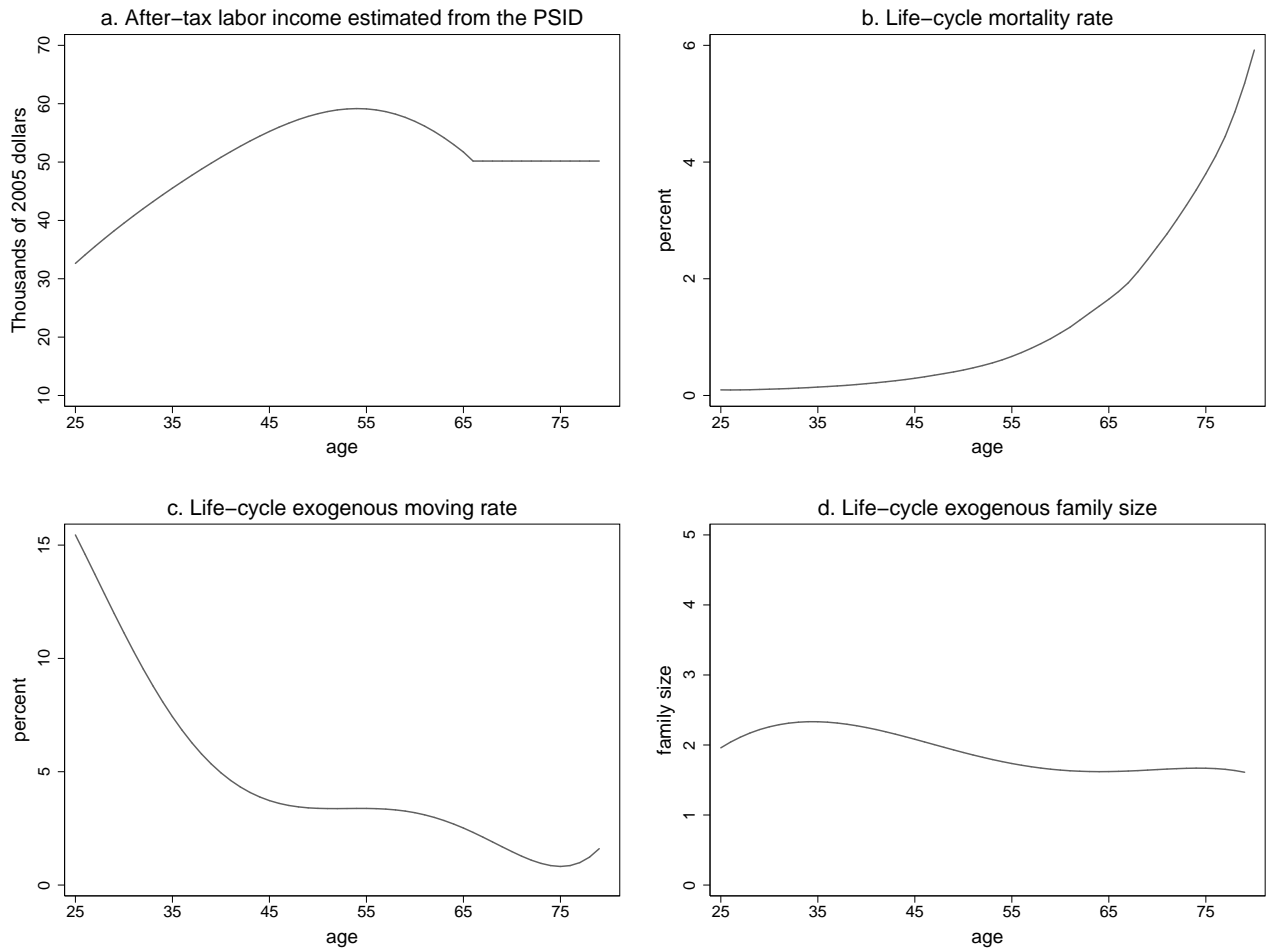 a. After−tax labor income estimated from the PSID
Thousands of 2005 dollars
70
60
50
40
30
20
10
25 35 45 55 65 75
age
b. Life−cycle mortality rate
percent
6
4
2
0
25 35 45 55 65 75
age
c. Life−cycle exogenous moving rate
percent
15
10
5
0
25 35 45 55 65 75
age
d. Life−cycle exogenous family size
family size
5
4
3
2
1
0
25 35 45 55 65 75
age